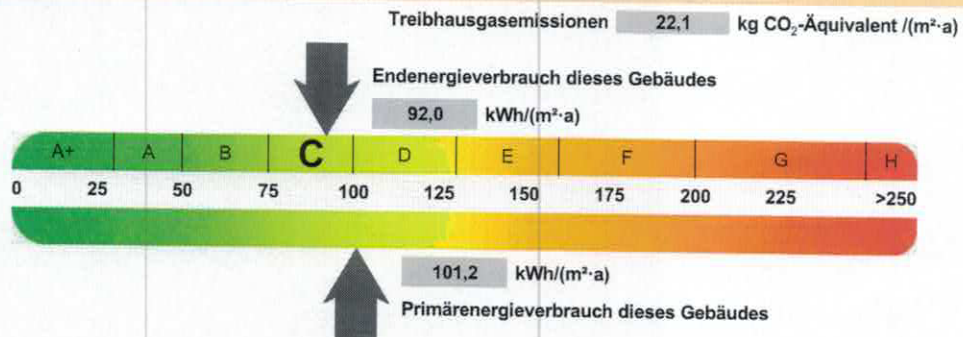 Treibhausgasemissionen 22,1 kg CO₂-Äquivalent /(m²·a)
Endenergieverbrauch dieses Gebäudes
92,0 kWh/(m²·a)
A+ A B C D E F G H
0 25 50 75 100 125 150 175 200 225 >250
101,2 kWh/(m²·a)
Primärenergieverbrauch dieses Gebäudes